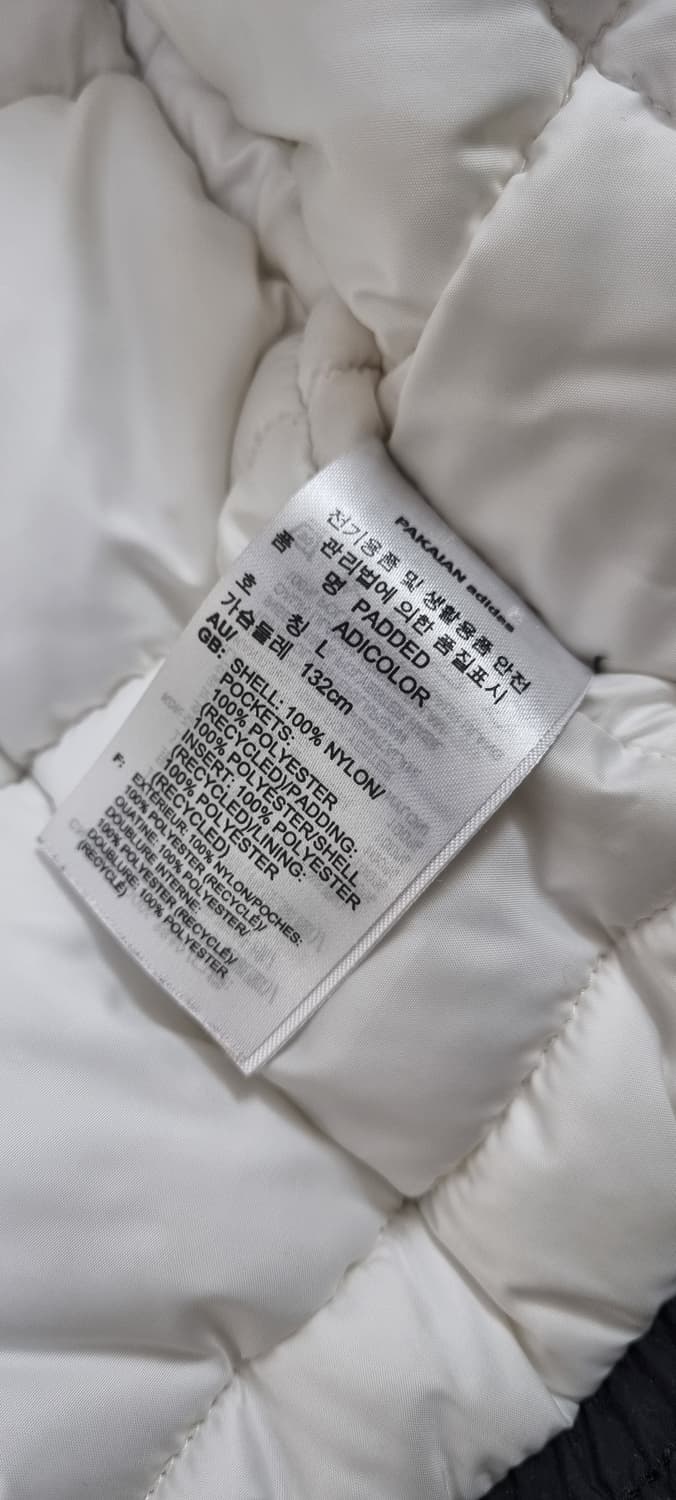 PAKAIAN adidas
전기용품 및 생활용품 안전
관리법에 의한 품질표시
품 명 PADDED
ADICOLOR
호 칭 L
가슴둘레 132cm
AU/
GB: SHELL: 100% NYLON/
POCKETS:
100% POLYESTER
(RECYCLED)/PADDING:
100% POLYESTER/SHELL
INSERT: 100% POLYESTER
(RECYCLED)/LINING:
100% POLYESTER
(RECYCLED)
F: EXTÉRIEUR: 100% NYLON/POCHES:
100% POLYESTER (RECYCLÉ)/
OUATINE: 100% POLYESTER/
DOUBLURE INTERNE:
100% POLYESTER (RECYCLÉ)/
DOUBLURE: 100% POLYESTER
(RECYCLÉ)